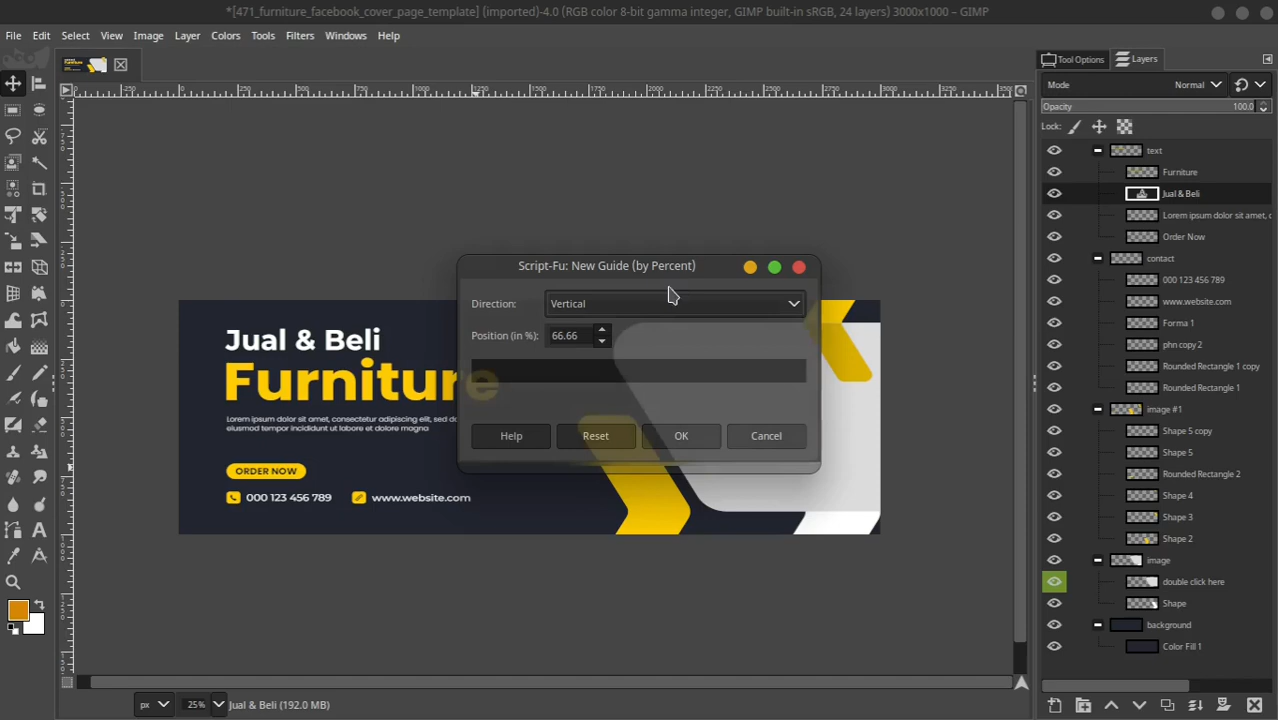 *[471_furniture_facebook_cover_page_template] (imported)-4.0 (RGB color 8-bit gamma integer, GIMP built-in sRGB, 24 layers) 3000x1000 – GIMP
File Edit Select View Image Layer Colors Tools Filters Windows Help
Tool Options Layers
Mode Normal
Opacity 100.0
Lock:
text
Furniture
Jual & Beli
Lorem ipsum dolor sit amet, c
Order Now
contact
000 123 456 789
www.website.com
Forma 1
phn copy 2
Rounded Rectangle 1 copy
Rounded Rectangle 1
image #1
Shape 5 copy
Shape 5
Rounded Rectangle 2
Shape 4
Shape 3
Shape 2
image
double click here
Shape
background
Color Fill 1
Script-Fu: New Guide (by Percent)
Direction: Vertical
Position (in %): 66.66
Help Reset OK Cancel
Jual & Beli
Furniture
Lorem ipsum dolor sit amet, consectetur adipiscing elit, sed do
tempor incididunt ut labore et dolore magna
ORDER NOW
000 123 456 789 www.website.com
px 25% Jual & Beli (192.0 MB)